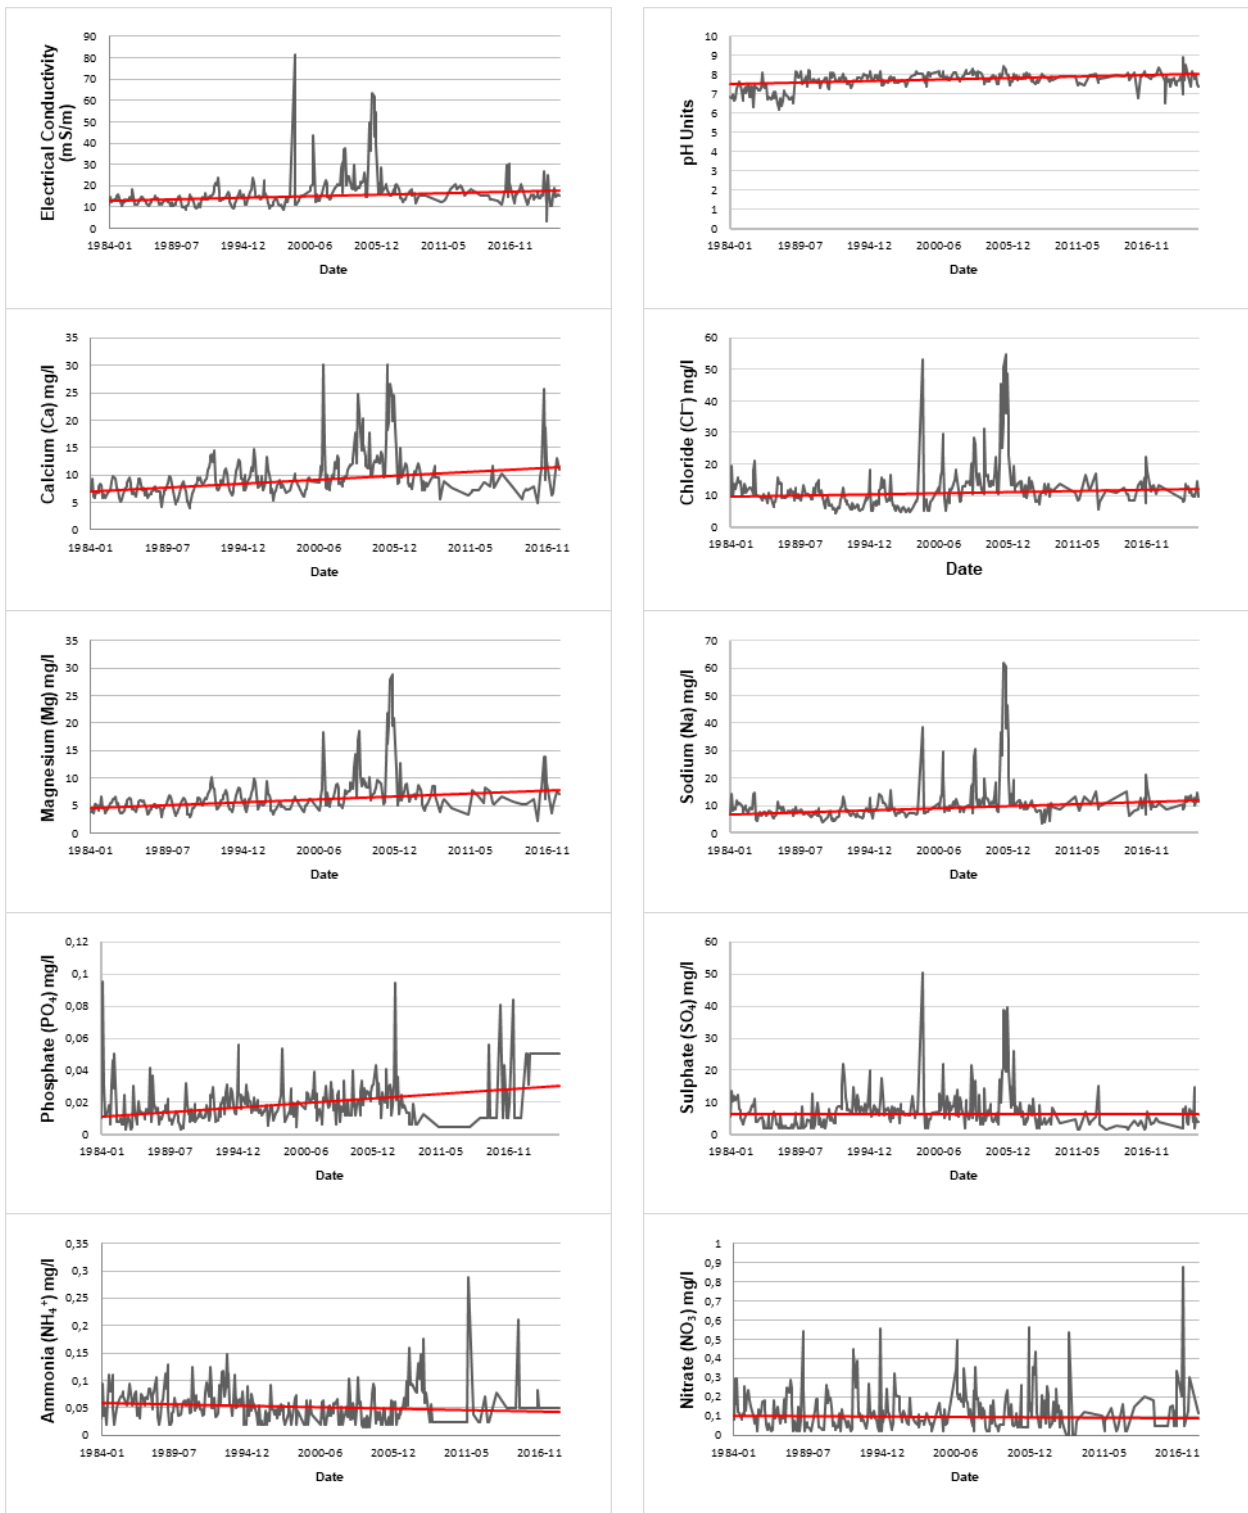 Electrical Conductivity
(mS/m)
90
80
70
60
50
40
30
20
10
0
1984-01 1989-07 1994-12 2000-06 2005-12 2011-05 2016-11
Date
pH Units
10
9
8
7
6
5
4
3
2
1
0
1984-01 1989-07 1994-12 2000-06 2005-12 2011-05 2016-11
Date
Calcium (Ca) mg/l
35
30
25
20
15
10
5
0
1984-01 1989-07 1994-12 2000-06 2005-12 2011-05 2016-11
Date
Chloride (Cl⁻) mg/l
60
50
40
30
20
10
0
1984-01 1989-07 1994-12 2000-06 2005-12 2011-05 2016-11
Date
Magnesium (Mg) mg/l
35
30
25
20
15
10
5
0
1984-01 1989-07 1994-12 2000-06 2005-12 2011-05 2016-11
Date
Sodium (Na) mg/l
70
60
50
40
30
20
10
0
1984-01 1989-07 1994-12 2000-06 2005-12 2011-05 2016-11
Date
Phosphate (PO₄) mg/l
0,12
0,1
0,08
0,06
0,04
0,02
0
1984-01 1989-07 1994-12 2000-06 2005-12 2011-05 2016-11
Date
Sulphate (SO₄) mg/l
60
50
40
30
20
10
0
1984-01 1989-07 1994-12 2000-06 2005-12 2011-05 2016-11
Date
Ammonia (NH₄⁺) mg/l
0,35
0,3
0,25
0,2
0,15
0,1
0,05
0
1984-01 1989-07 1994-12 2000-06 2005-12 2011-05 2016-11
Date
Nitrate (NO₃) mg/l
1
0,9
0,8
0,7
0,6
0,5
0,4
0,3
0,2
0,1
0
1984-01 1989-07 1994-12 2000-06 2005-12 2011-05 2016-11
Date